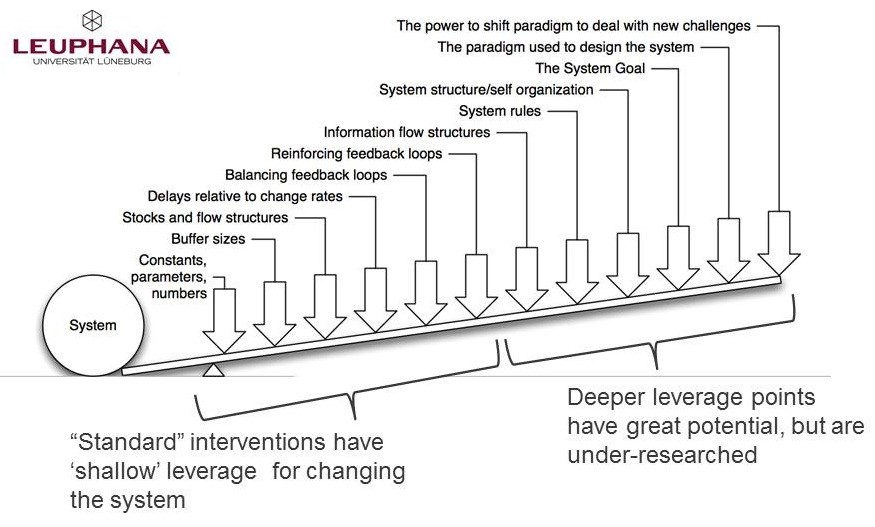 LEUPHANA
UNIVERSITÄT LÜNEBURG
The power to shift paradigm to deal with new challenges
The paradigm used to design the system
The System Goal
System structure/self organization
System rules
Information flow structures
Reinforcing feedback loops
Balancing feedback loops
Delays relative to change rates
Stocks and flow structures
Buffer sizes
Constants,
parameters,
numbers
System
“Standard” interventions have
‘shallow’ leverage for changing
the system
Deeper leverage points
have great potential, but are
under-researched